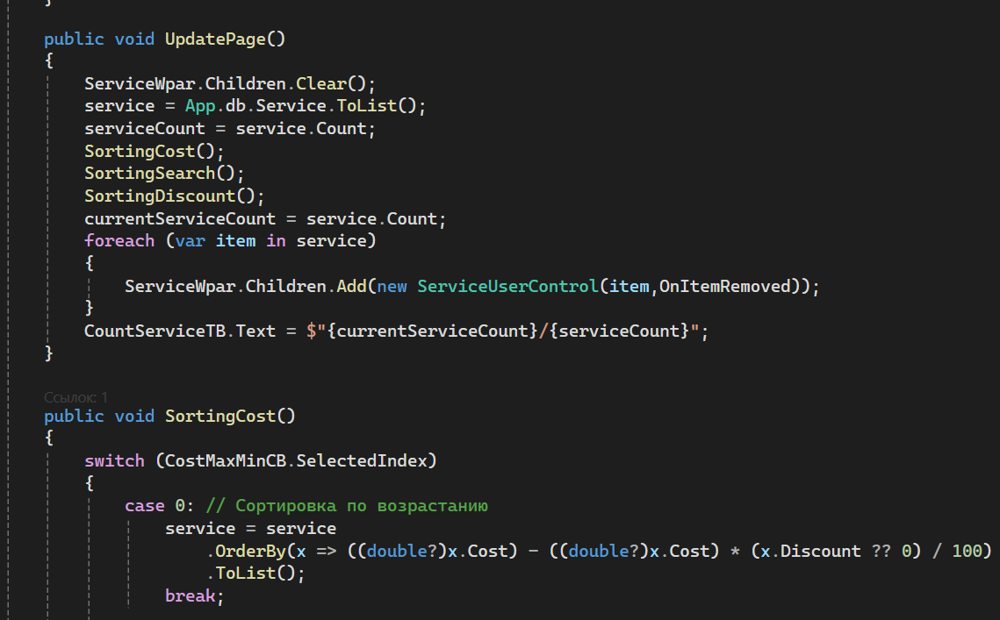 }
public void UpdatePage()
{
ServiceWpar.Children.Clear();
service = App.db.Service.ToList();
serviceCount = service.Count;
SortingCost();
SortingSearch();
SortingDiscount();
currentServiceCount = service.Count;
foreach (var item in service)
{
ServiceWpar.Children.Add(new ServiceUserControl(item,OnItemRemoved));
}
CountServiceTB.Text = $"{currentServiceCount}/{serviceCount}";
}
Ссылок: 1
public void SortingCost()
{
switch (CostMaxMinCB.SelectedIndex)
{
case 0: // Сортировка по возрастанию
service = service
.OrderBy(x => ((double?)x.Cost) - ((double?)x.Cost) * (x.Discount ?? 0) / 100)
.ToList();
break;